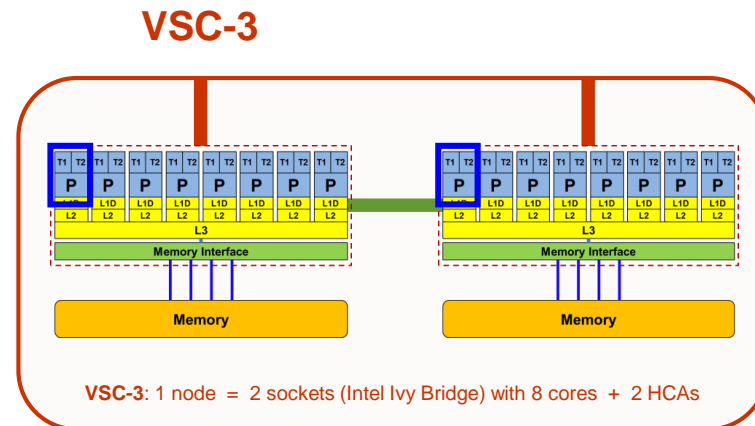 VSC-3
T1 T2 T1 T2 T1 T2 T1 T2 T1 T2 T1 T2 T1 T2 T1 T2 T1 T2 T1 T2 T1 T2 T1 T2 T1 T2 T1 T2 T1 T2 T1 T2
P P P P P P P P P P P P P P P P
L1D L1D L1D L1D L1D L1D L1D L1D L1D L1D L1D L1D L1D L1D L1D L1D
L2 L2 L2 L2 L2 L2 L2 L2 L2 L2 L2 L2 L2 L2 L2 L2
L3 L3
Memory Interface Memory Interface
Memory Memory
VSC-3: 1 node = 2 sockets (Intel Ivy Bridge) with 8 cores + 2 HCAs